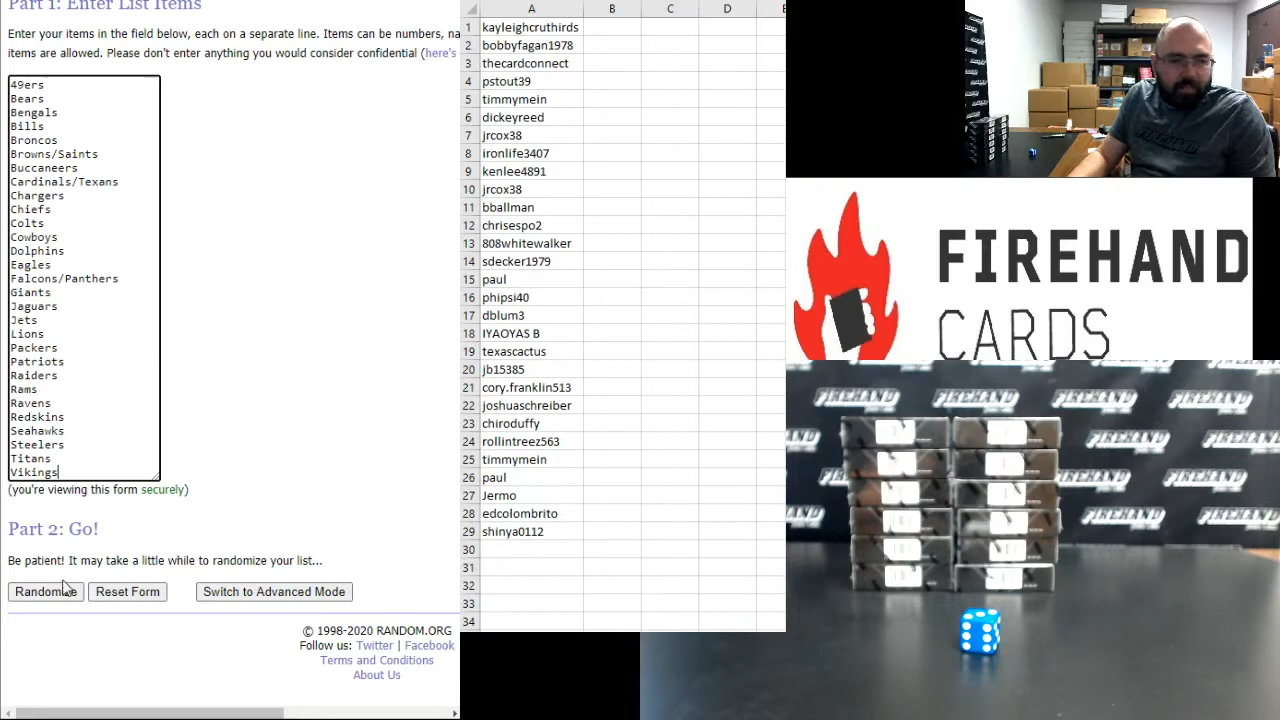 Part 1: Enter List Items
Enter your items in the field below, each on a separate line. Items can be numbers, na
items are allowed. Please don't enter anything you would consider confidential (here's
49ers
Bears
Bengals
Bills
Broncos
Browns/Saints
Buccaneers
Cardinals/Texans
Chargers
Chiefs
Colts
Cowboys
Dolphins
Eagles
Falcons/Panthers
Giants
Jaguars
Jets
Lions
Packers
Patriots
Raiders
Rams
Ravens
Redskins
Seahawks
Steelers
Titans
Vikings
(you're viewing this form securely)
Part 2: Go!
Be patient! It may take a little while to randomize your list...
Randomize Reset Form Switch to Advanced Mode
© 1998-2020 RANDOM.ORG
Follow us: Twitter | Facebook
Terms and Conditions
About Us
A B C D E
1 kayleighcruthirds
2 bobbyfagan1978
3 thecardconnect
4 pstout39
5 timmymein
6 dickeyreed
7 jrcox38
8 ironlife3407
9 kenlee4891
10 jrcox38
11 bballman
12 chrisespo2
13 808whitewalker
14 sdecker1979
15 paul
16 phipsi40
17 dblum3
18 IYAOYAS B
19 texascactus
20 jb15385
21 cory.franklin513
22 joshuaschreiber
23 chiroduffy
24 rollintreez563
25 timmymein
26 paul
27 Jermo
28 edcolombrito
29 shinya0112
30
31
32
33
34
FIREHAND
CARDS
FIREHAND
FIREHAND
FIREHAND
FIREHAND
FIREHAND
FIREHAND